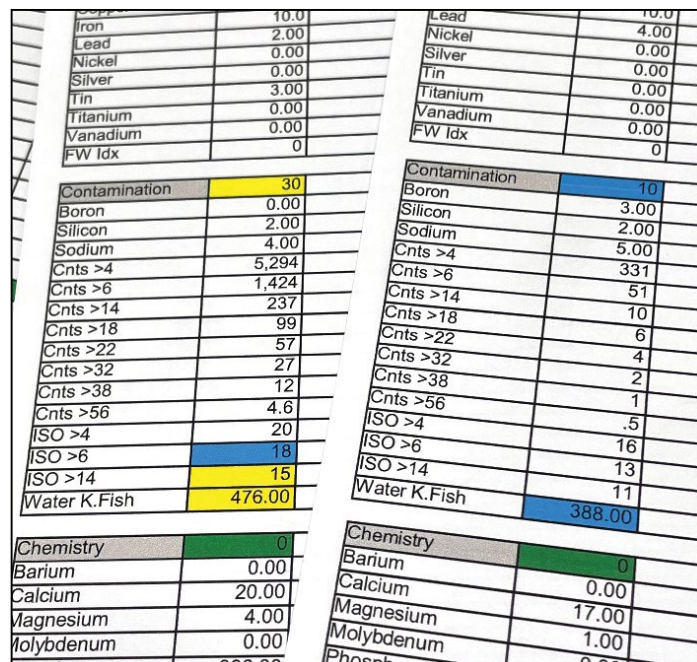 Iron 10.0
Lead 2.00
Nickel 0.00
Silver 0.00
Tin 3.00
Titanium 0.00
Vanadium 0.00
FW Idx 0
Contamination 30
Boron 0.00
Silicon 2.00
Sodium 4.00
Cnts >4 5,294
Cnts >6 1,424
Cnts >14 237
Cnts >18 99
Cnts >22 57
Cnts >32 27
Cnts >38 12
Cnts >56 4.6
ISO >4 20
ISO >6 18
ISO >14 15
Water K.Fish 476.00
Chemistry 0
Barium 0.00
Calcium 20.00
Magnesium 4.00
Molybdenum 0.00
10.0
Lead 4.00
Nickel 0.00
Silver 0.00
Tin 0.00
Titanium 0.00
Vanadium 0.00
FW Idx 0
Contamination 10
Boron 3.00
Silicon 2.00
Sodium 5.00
Cnts >4 331
Cnts >6 51
Cnts >14 10
Cnts >18 6
Cnts >22 4
Cnts >32 2
Cnts >38 1
Cnts >56 .5
ISO >4 16
ISO >6 13
ISO >14 11
Water K.Fish 388.00
Chemistry 0
Barium 0.00
Calcium 17.00
Magnesium 1.00
Molybdenum